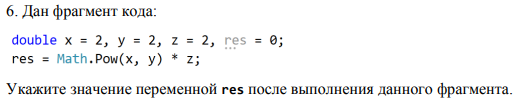 6. Дан фрагмент кода:
double x = 2, y = 2, z = 2, res = 0;
res = Math.Pow(x, y) * z;
Укажите значение переменной res после выполнения данного фрагмента.